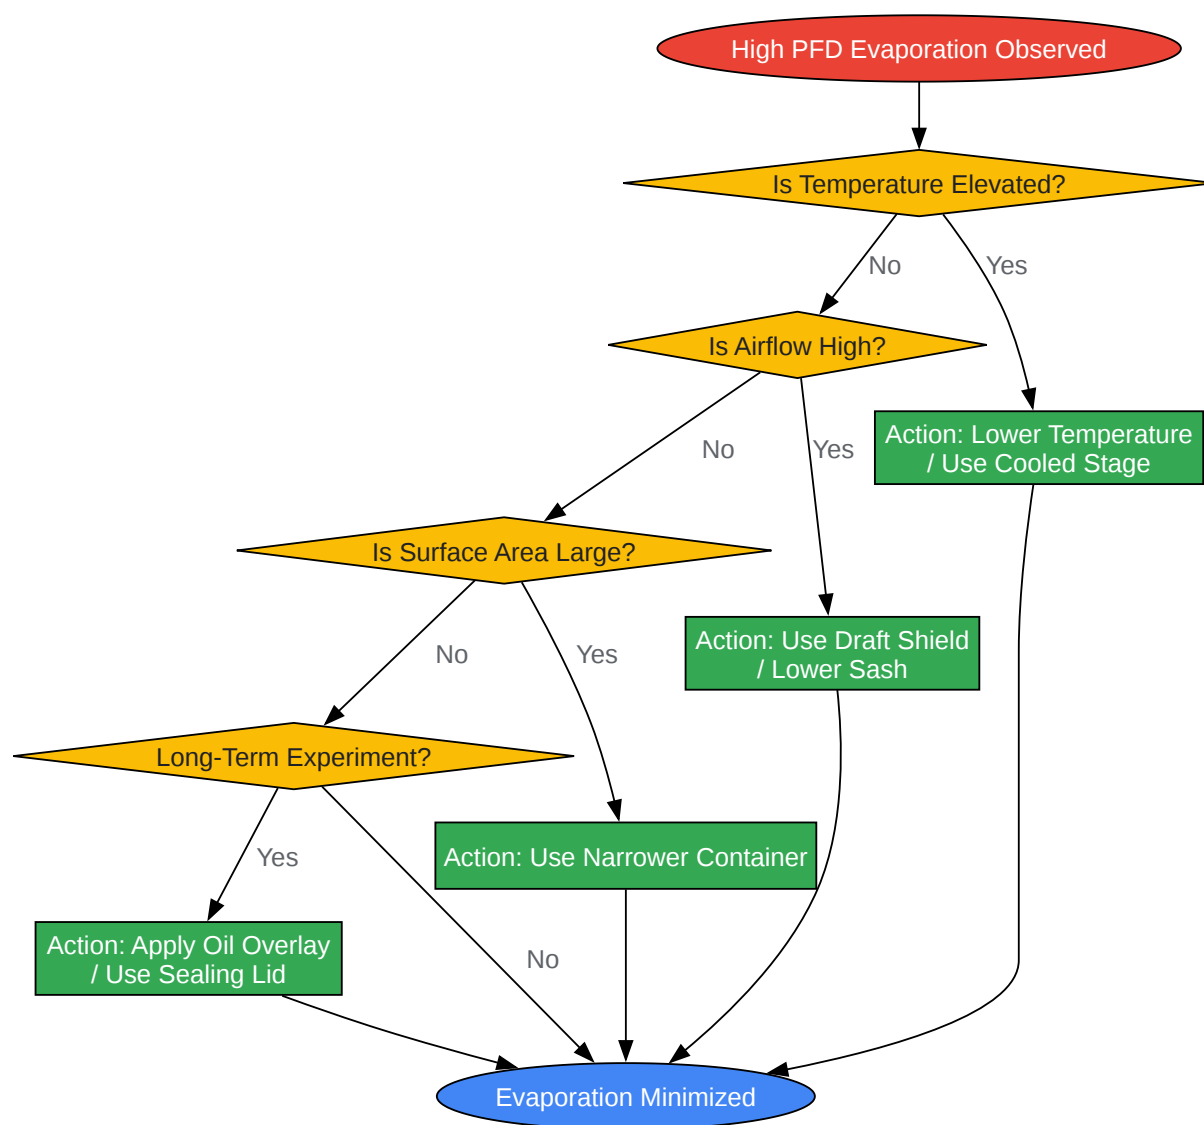 High PFD Evaporation Observed
Is Temperature Elevated?
No
Yes
Is Airflow High?
Action: Lower Temperature
/ Use Cooled Stage
No
Yes
Is Surface Area Large?
Action: Use Draft Shield
/ Lower Sash
No
Yes
Long-Term Experiment?
Action: Use Narrower Container
Yes
Action: Apply Oil Overlay
/ Use Sealing Lid
No
Evaporation Minimized